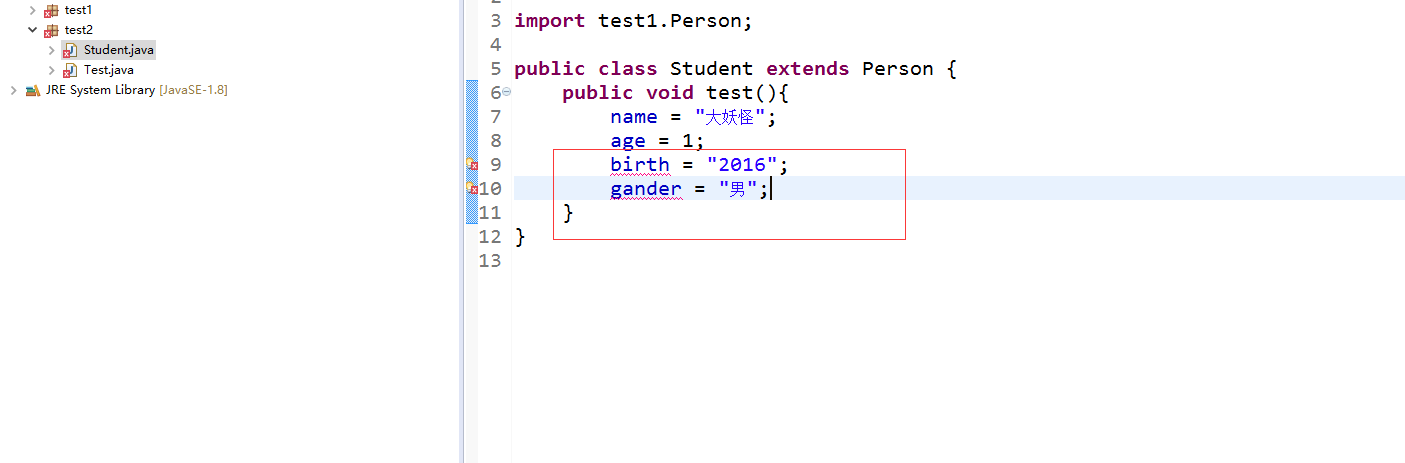 test1
test2
Student.java
Test.java
JRE System Library [JavaSE-1.8]
3 import test1.Person;
4
5 public class Student extends Person {
6 public void test(){
7 name = "大妖怪";
8 age = 1;
9 birth = "2016";
10 gander = "男";
11 }
12 }
13